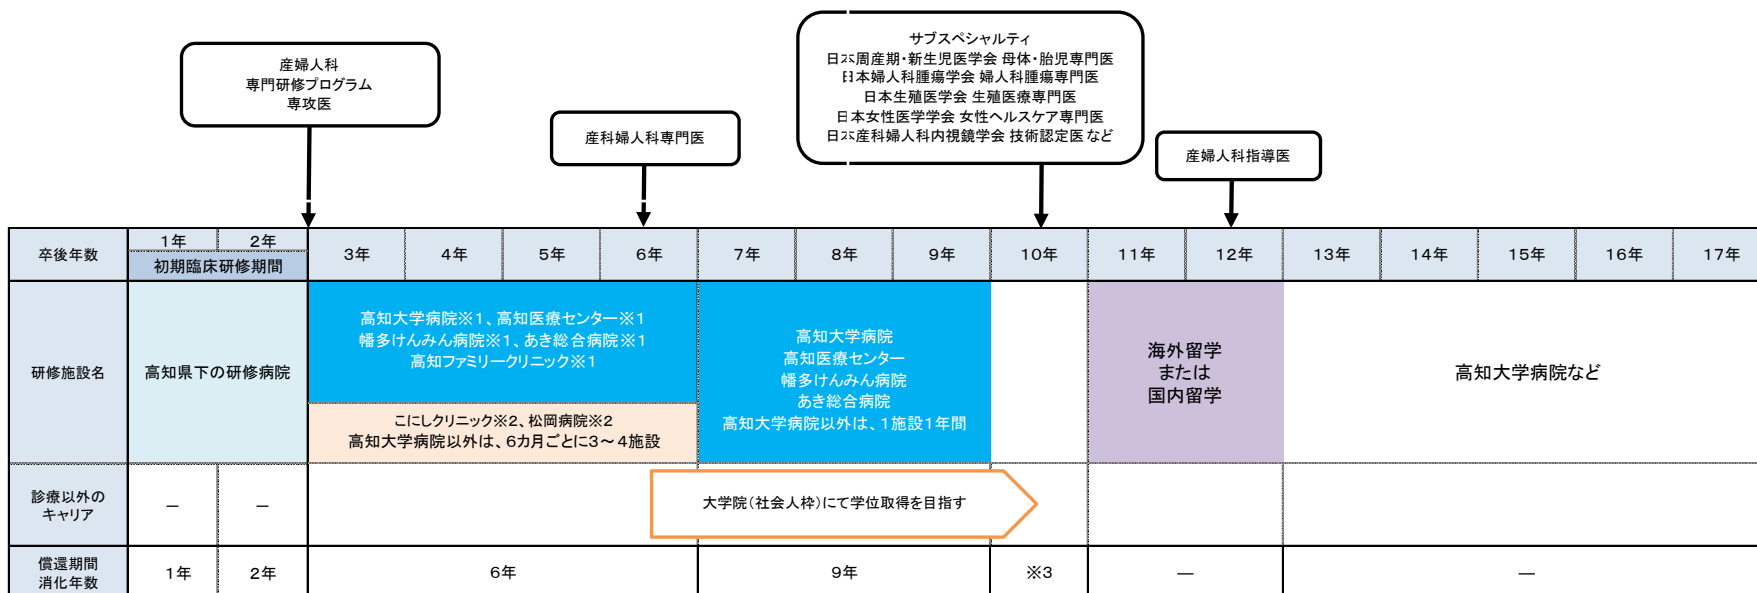 産婦人科
専門研修プログラム
専攻医
産科婦人科専門医
サブスペシャルティ
日本周産期・新生児医学会 母体・胎児専門医
日本婦人科腫瘍学会 婦人科腫瘍専門医
日本生殖医学会 生殖医療専門医
日本女性医学学会 女性ヘルスケア専門医
日本産科婦人科内視鏡学会 技術認定医など
産婦人科指導医
卒後年数
1年
2年
初期臨床研修期間
3年
4年
5年
6年
7年
8年
9年
10年
11年
12年
13年
14年
15年
16年
17年
研修施設名
高知県下の研修病院
高知大学病院※1、高知医療センター※1
幡多けんみん病院※1、あき総合病院※1
高知ファミリークリニック※1
こにしクリニック※2、松岡病院※2
高知大学病院以外は、6カ月ごとに3～4施設
高知大学病院
高知医療センター
幡多けんみん病院
あき総合病院
高知大学病院以外は、1施設1年間
海外留学
または
国内留学
高知大学病院など
診療以外の
キャリア
―
―
大学院（社会人枠）にて学位取得を目指す
償還期間
消化年数
1年
2年
6年
9年
※3
―
―